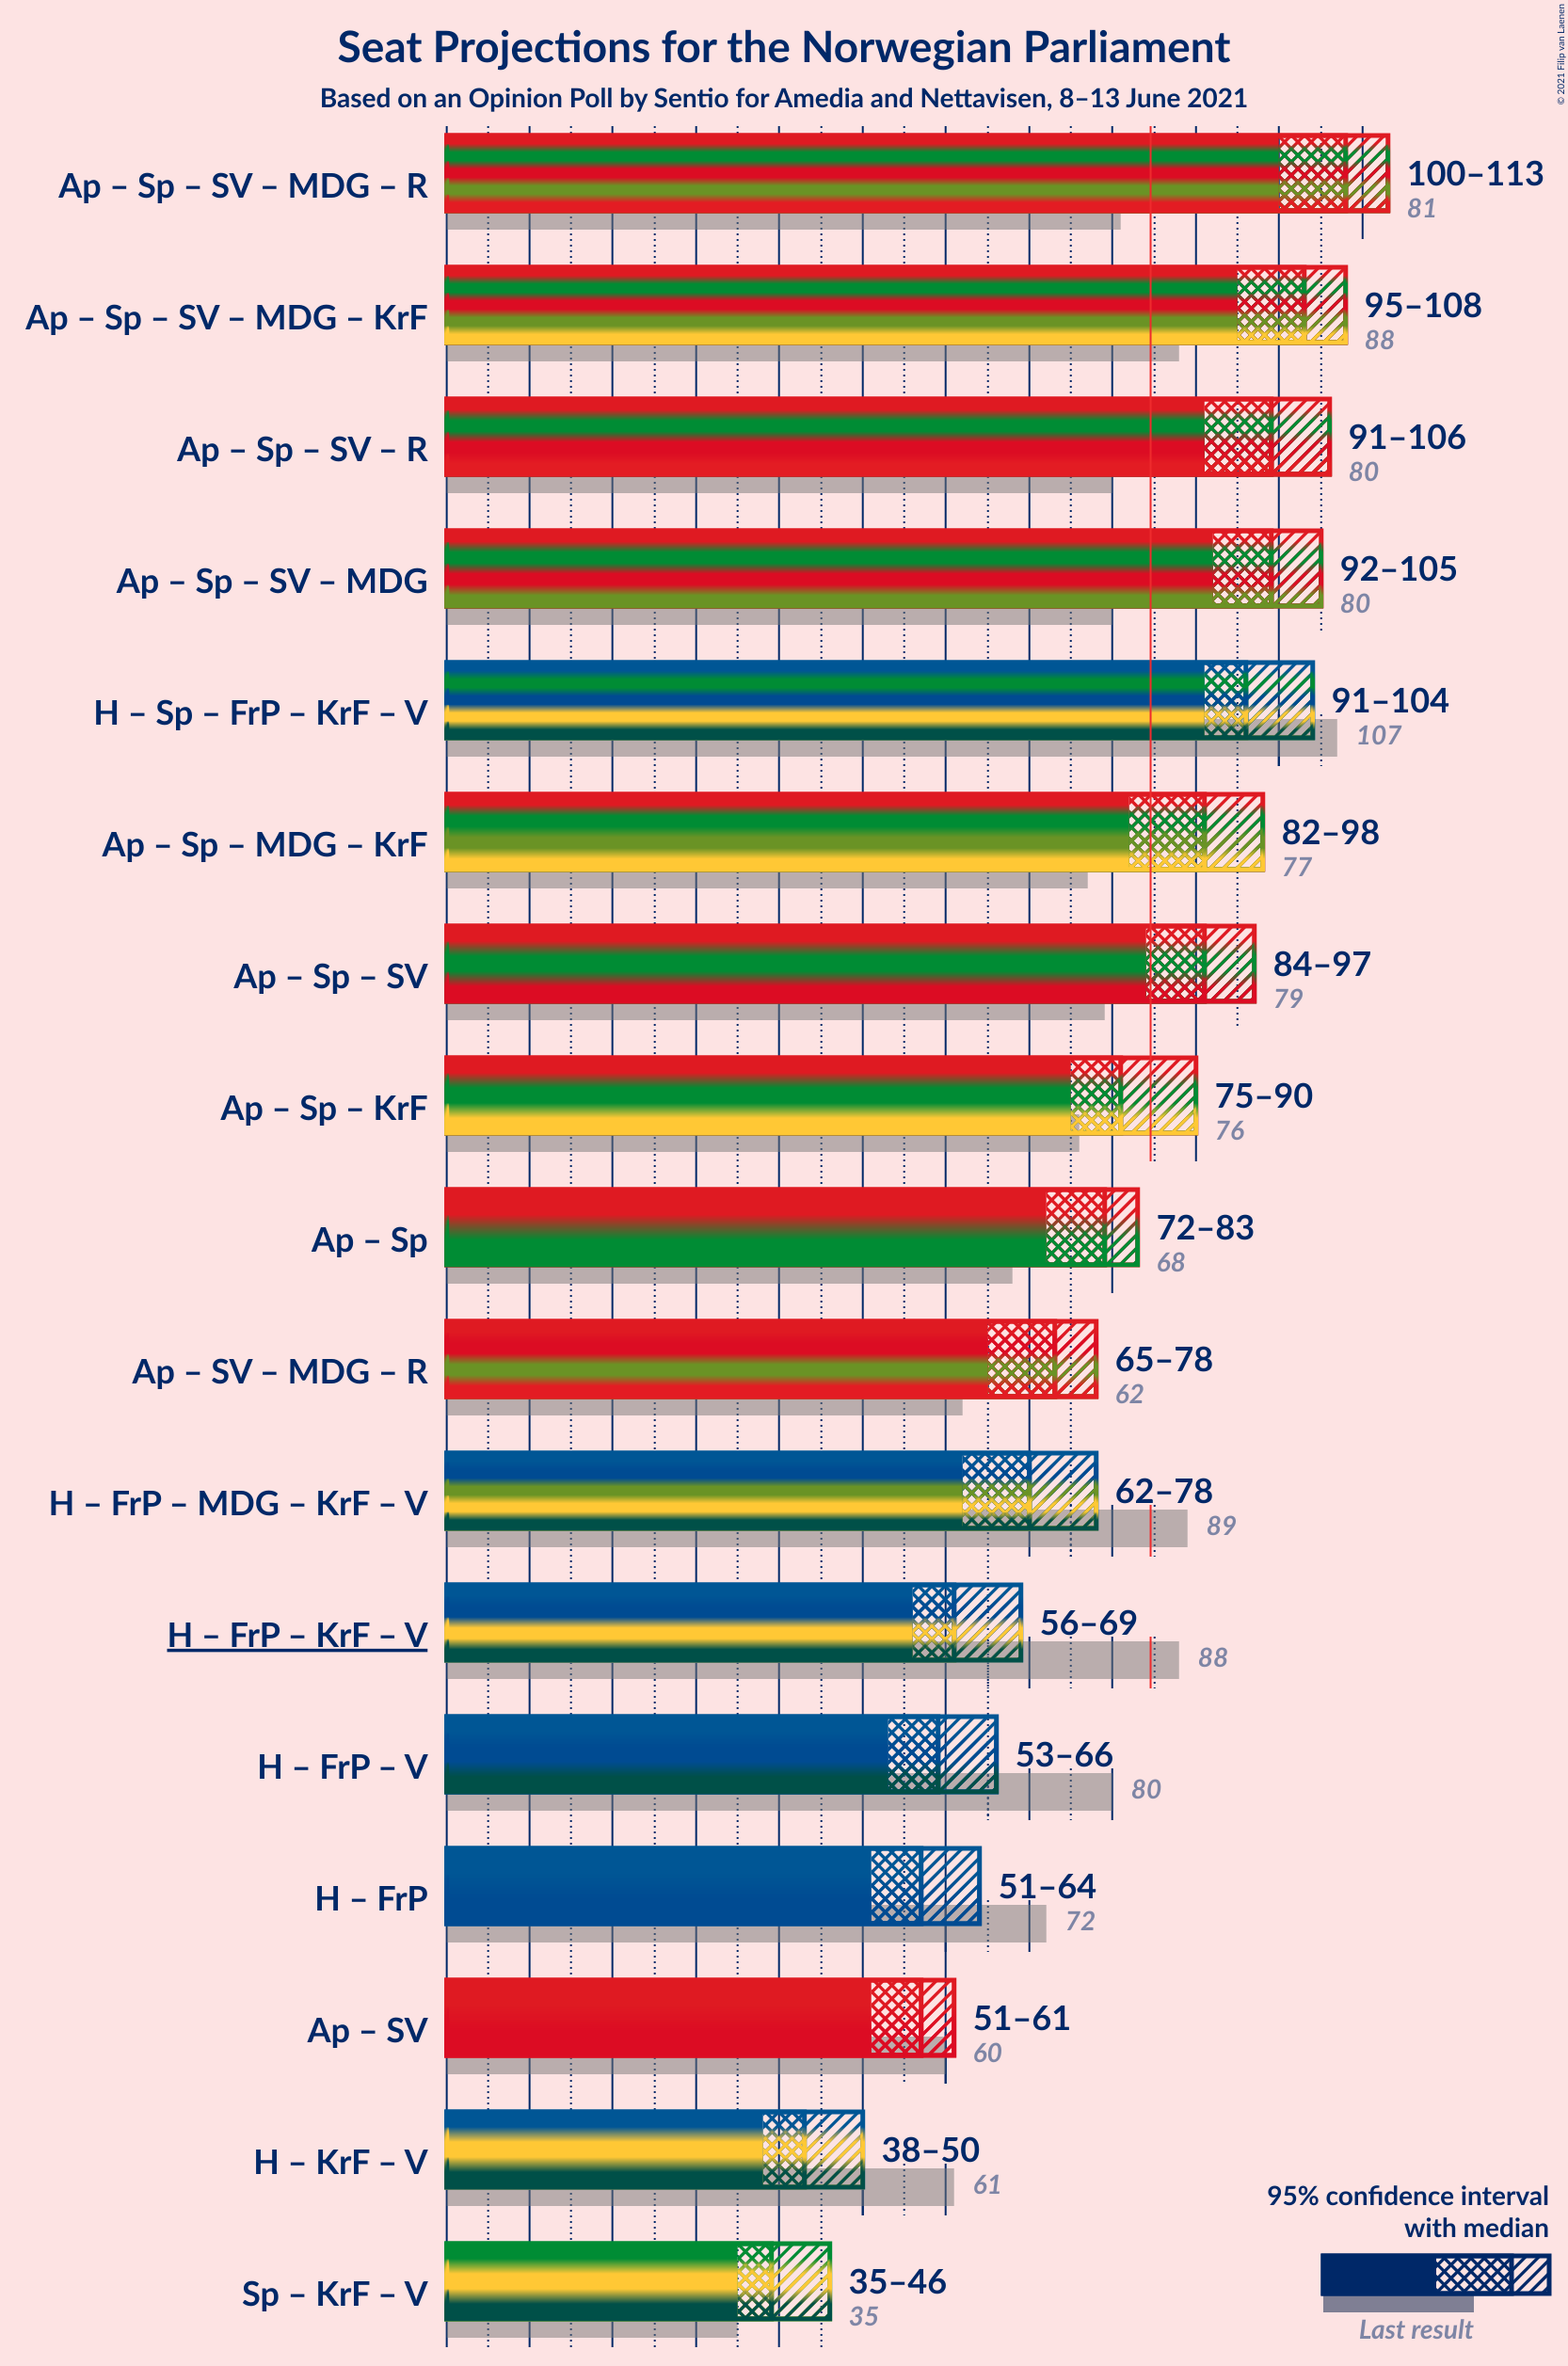 © 2021 Filip van Laenen
Seat Projections for the Norwegian Parliament
Based on an Opinion Poll by Sentio for Amedia and Nettavisen, 8–13 June 2021
Ap – Sp – SV – MDG – R
100–113
81
Ap – Sp – SV – MDG – KrF
95–108
88
Ap – Sp – SV – R
91–106
80
Ap – Sp – SV – MDG
92–105
80
H – Sp – FrP – KrF – V
91–104
107
Ap – Sp – MDG – KrF
82–98
77
Ap – Sp – SV
84–97
79
Ap – Sp – KrF
75–90
76
Ap – Sp
72–83
68
Ap – SV – MDG – R
65–78
62
H – FrP – MDG – KrF – V
62–78
89
H – FrP – KrF – V
56–69
88
H – FrP – V
53–66
80
H – FrP
51–64
72
Ap – SV
51–61
60
H – KrF – V
38–50
61
Sp – KrF – V
35–46
35
95% confidence interval
with median
Last result